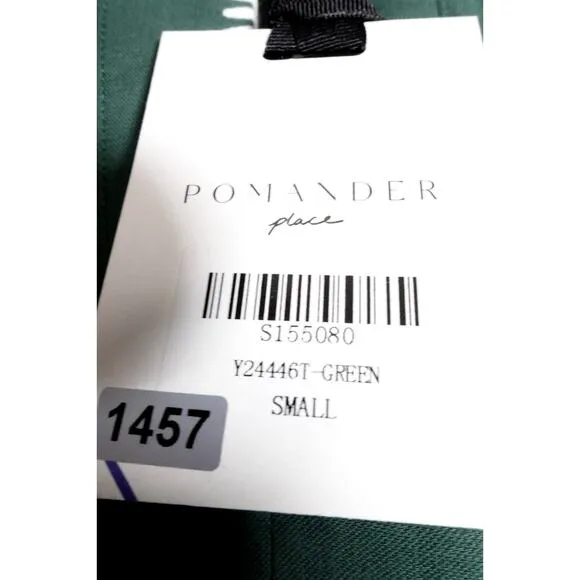 POMANDER
place
S155080
Y24446T-GREEN
SMALL
1457